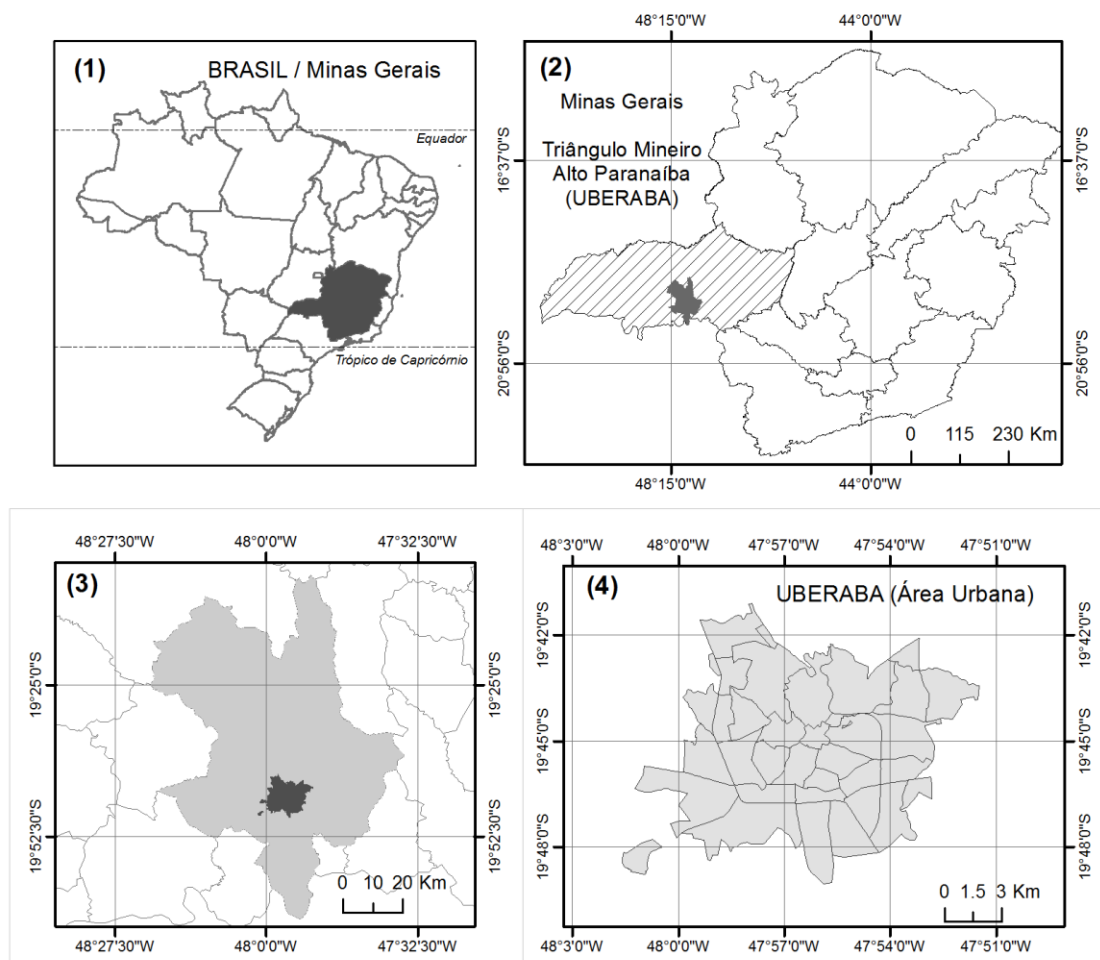 (1)
BRASIL / Minas Gerais
Equador
Trópico de Capricórnio
48°15'0"W 44°0'0"W
(2)
Minas Gerais
Triângulo Mineiro
Alto Paranaíba
(UBERABA)
16°37'0"S 16°37'0"S
20°56'0"S 20°56'0"S
0 115 230 Km
48°15'0"W 44°0'0"W
48°27'30"W 48°0'0"W 47°32'30"W
(3)
19°25'0"S 19°25'0"S
19°52'30"S 19°52'30"S
0 10 20 Km
48°27'30"W 48°0'0"W 47°32'30"W
48°3'0"W 48°0'0"W 47°57'0"W 47°54'0"W 47°51'0"W
(4)
UBERABA (Área Urbana)
19°42'0"S 19°42'0"S
19°45'0"S 19°45'0"S
19°48'0"S 19°48'0"S
0 1.5 3 Km
48°3'0"W 48°0'0"W 47°57'0"W 47°54'0"W 47°51'0"W